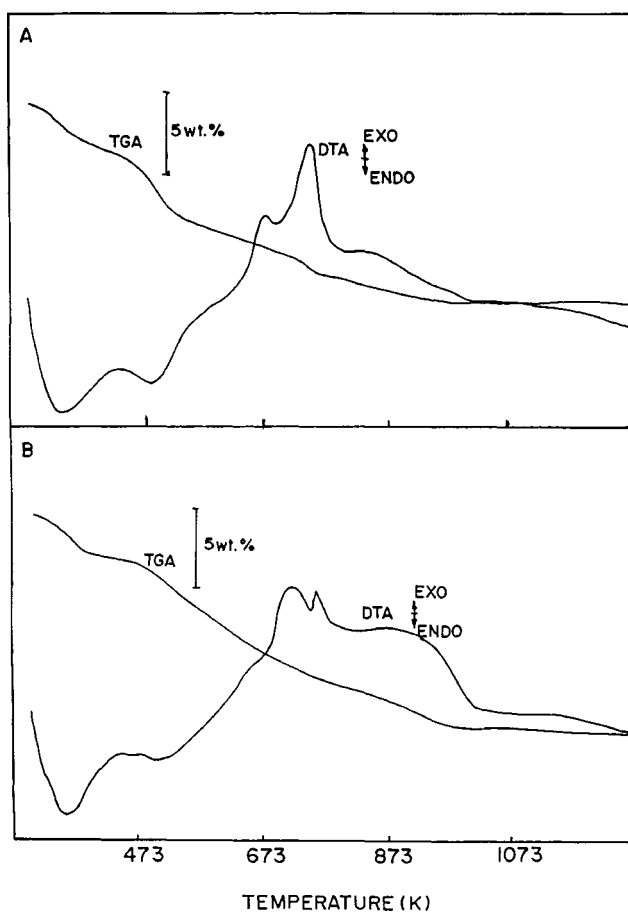 A
TGA
5 wt.%
DTA
EXO
ENDO
B
TGA
5 wt.%
DTA
EXO
ENDO
473 673 873 1073
TEMPERATURE (K)